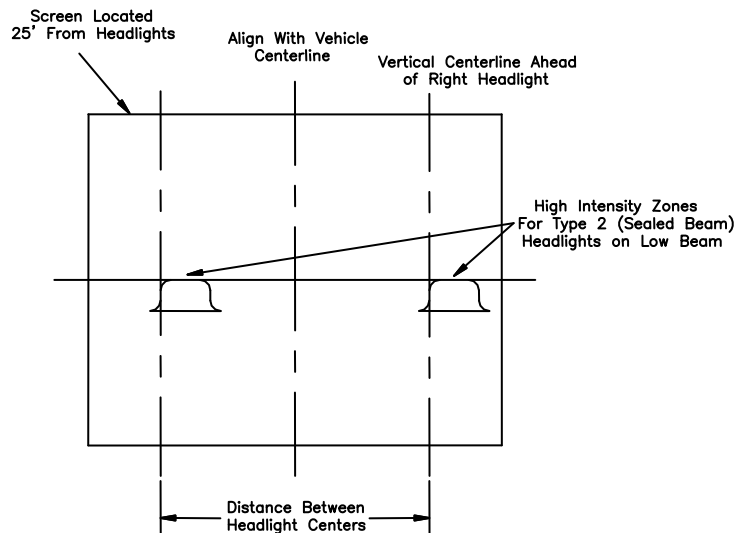 Screen Located
25' From Headlights
Align With Vehicle
Centerline
Vertical Centerline Ahead
of Right Headlight
High Intensity Zones
For Type 2 (Sealed Beam)
Headlights on Low Beam
Distance Between
Headlight Centers